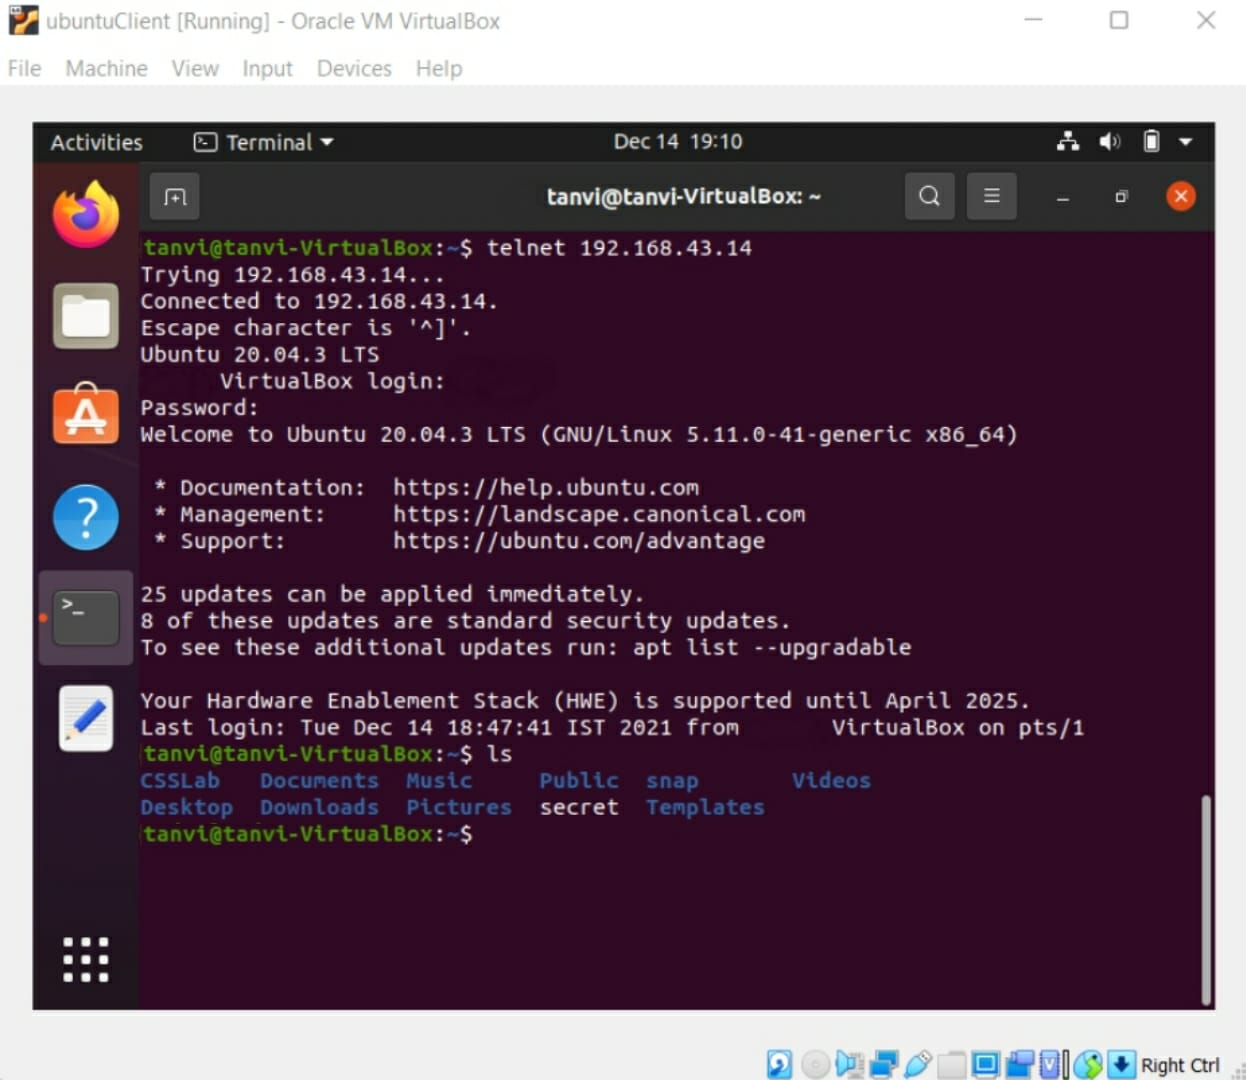 ubuntuClient [Running] - Oracle VM VirtualBox
File Machine View Input Devices Help
Activities Terminal Dec 14 19:10
tanvi@tanvi-VirtualBox: ~
tanvi@tanvi-VirtualBox:~$ telnet 192.168.43.14
Trying 192.168.43.14...
Connected to 192.168.43.14.
Escape character is '^]'.
Ubuntu 20.04.3 LTS
VirtualBox login:
Password:
Welcome to Ubuntu 20.04.3 LTS (GNU/Linux 5.11.0-41-generic x86_64)
* Documentation: https://help.ubuntu.com
* Management: https://landscape.canonical.com
* Support: https://ubuntu.com/advantage
25 updates can be applied immediately.
8 of these updates are standard security updates.
To see these additional updates run: apt list --upgradable
Your Hardware Enablement Stack (HWE) is supported until April 2025.
Last login: Tue Dec 14 18:47:41 IST 2021 from VirtualBox on pts/1
tanvi@tanvi-VirtualBox:~$ ls
CSSLab Documents Music Public snap Videos
Desktop Downloads Pictures secret Templates
tanvi@tanvi-VirtualBox:~$
Right Ctrl